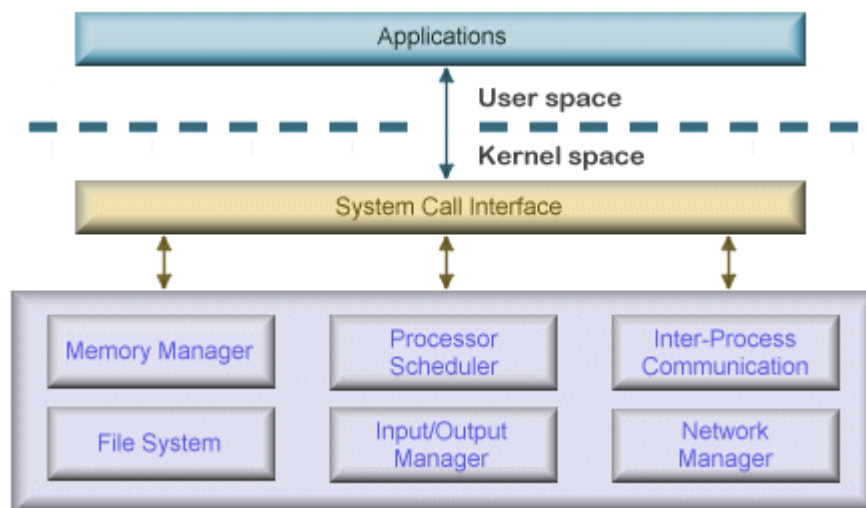 Applications
User space
Kernel space
System Call Interface
Memory Manager
Processor
Scheduler
Inter-Process
Communication
File System
Input/Output
Manager
Network
Manager